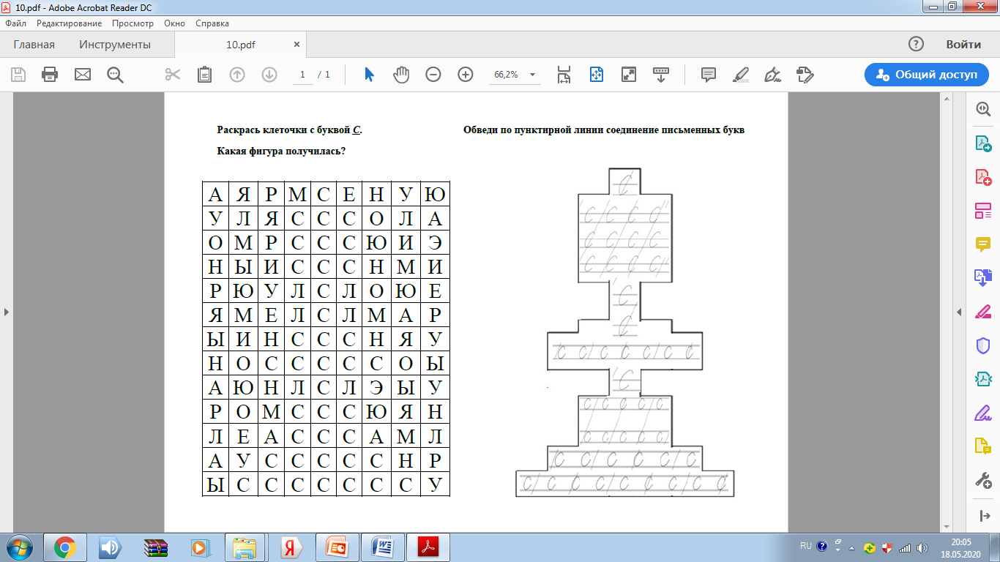 10.pdf - Adobe Acrobat Reader DC
Файл Редактирование Просмотр Окно Справка
Главная Инструменты 10.pdf × ? Войти
1 / 1 66,2% Общий доступ
Раскрась клеточки с буквой С.
Какая фигура получилась?
А Я Р М С Е Н У Ю
У Л Я С С С О Л А
О М Р С С С Ю И Э
Н Ы И С С С Н М И
Р Ю У Л С Л О Ю Е
Я М Е Л С Л М А Р
Ы И Н С С С Н Я У
Н О С С С С С О Ы
А Ю Н Л С Л Э Ы У
Р О М С С С Ю Я Н
Л Е А С С С А М Л
А У С С С С С Н Р
Ы С С С С С С С У
Обведи по пунктирной линии соединение письменных букв
С
С С С С
С С С С
С С С С
С
С
С С С С С С С
С
С С С С С
С С С С С
С С С С С С
С С С С С С С С С
RU ? 20:05
18.05.2020